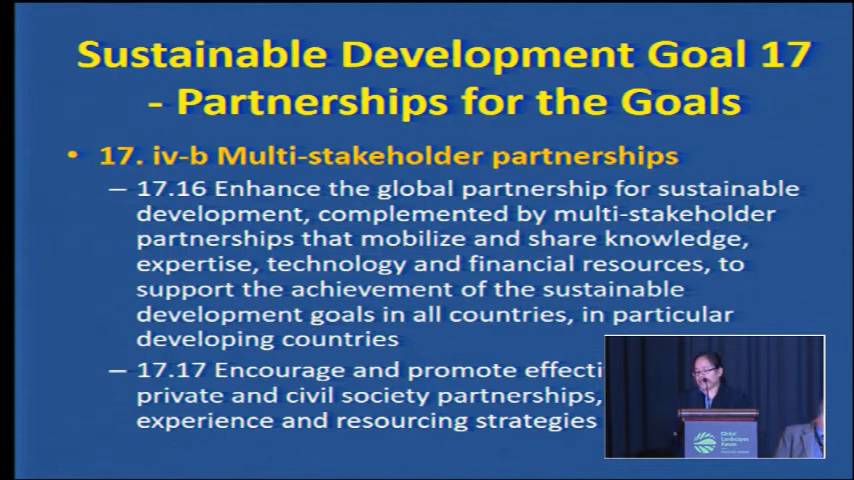 Sustainable Development Goal 17
- Partnerships for the Goals
• 17. iv-b Multi-stakeholder partnerships
– 17.16 Enhance the global partnership for sustainable
development, complemented by multi-stakeholder
partnerships that mobilize and share knowledge,
expertise, technology and financial resources, to
support the achievement of the sustainable
development goals in all countries, in particular
developing countries
– 17.17 Encourage and promote effecti
private and civil society partnerships,
experience and resourcing strategies
Global
Landscapes
Forum